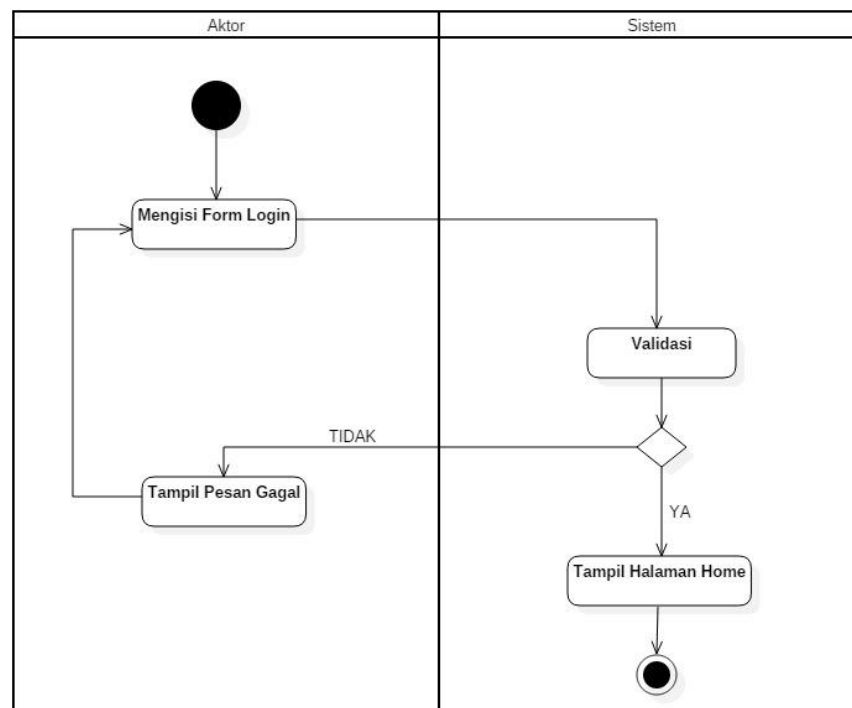 Aktor
Sistem
Mengisi Form Login
Validasi
TIDAK
Tampil Pesan Gagal
YA
Tampil Halaman Home